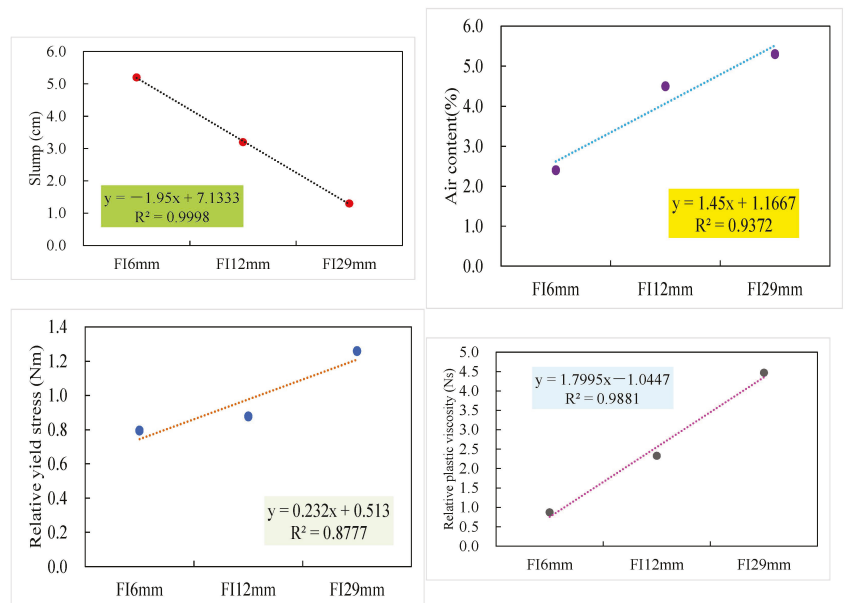 Slump (cm)
6.0
5.0
4.0
3.0
2.0
1.0
0.0
y = －1.95x + 7.1333
R² = 0.9998
FI6mm FI12mm FI29mm
Air content(%)
6.0
5.0
4.0
3.0
2.0
1.0
0.0
y = 1.45x + 1.1667
R² = 0.9372
FI6mm FI12mm FI29mm
Relative yield stress (Nm)
1.4
1.2
1.0
0.8
0.6
0.4
0.2
0.0
y = 0.232x + 0.513
R² = 0.8777
FI6mm FI12mm FI29mm
Relative plastic viscosity (Ns)
5.0
4.5
4.0
3.5
3.0
2.5
2.0
1.5
1.0
0.5
0.0
y = 1.7995x－1.0447
R² = 0.9881
FI6mm FI12mm FI29mm